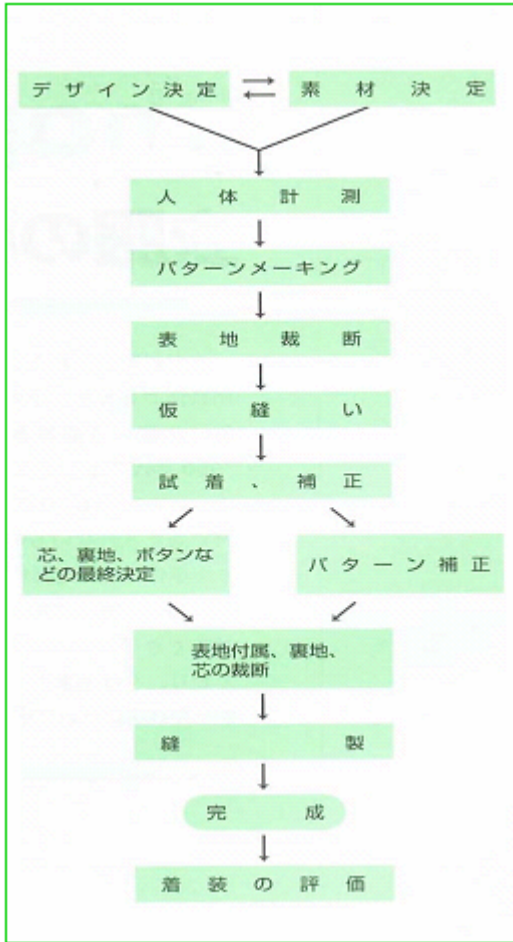 デザイン決定
素材決定
人体計測
パターンメーキング
表地裁断
仮縫い
試着、補正
芯、裏地、ボタンな
どの最終決定
パターン補正
表地付属、裏地、
芯の裁断
縫製
完成
着装の評価